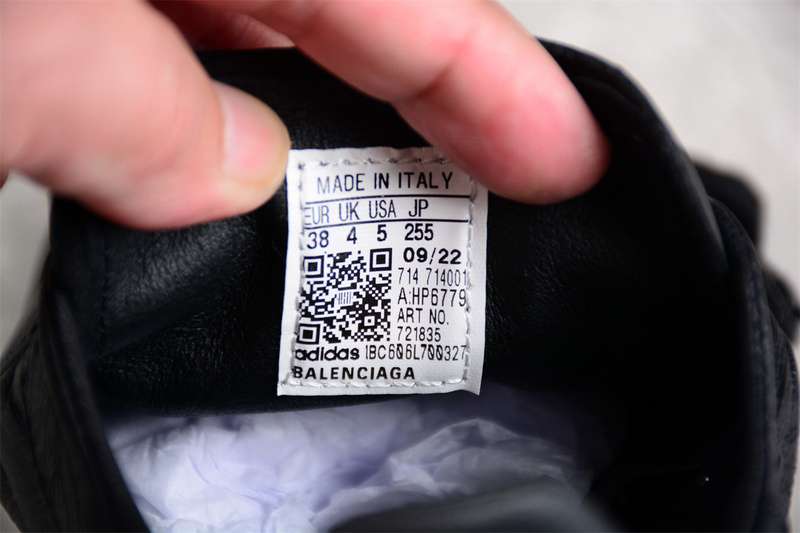 MADE IN ITALY
EUR UK USA JP
38 4 5 255
09/22
714 714001
A:HP6779
ART NO.
721835
adidas 1BC606L700327
BALENCIAGA